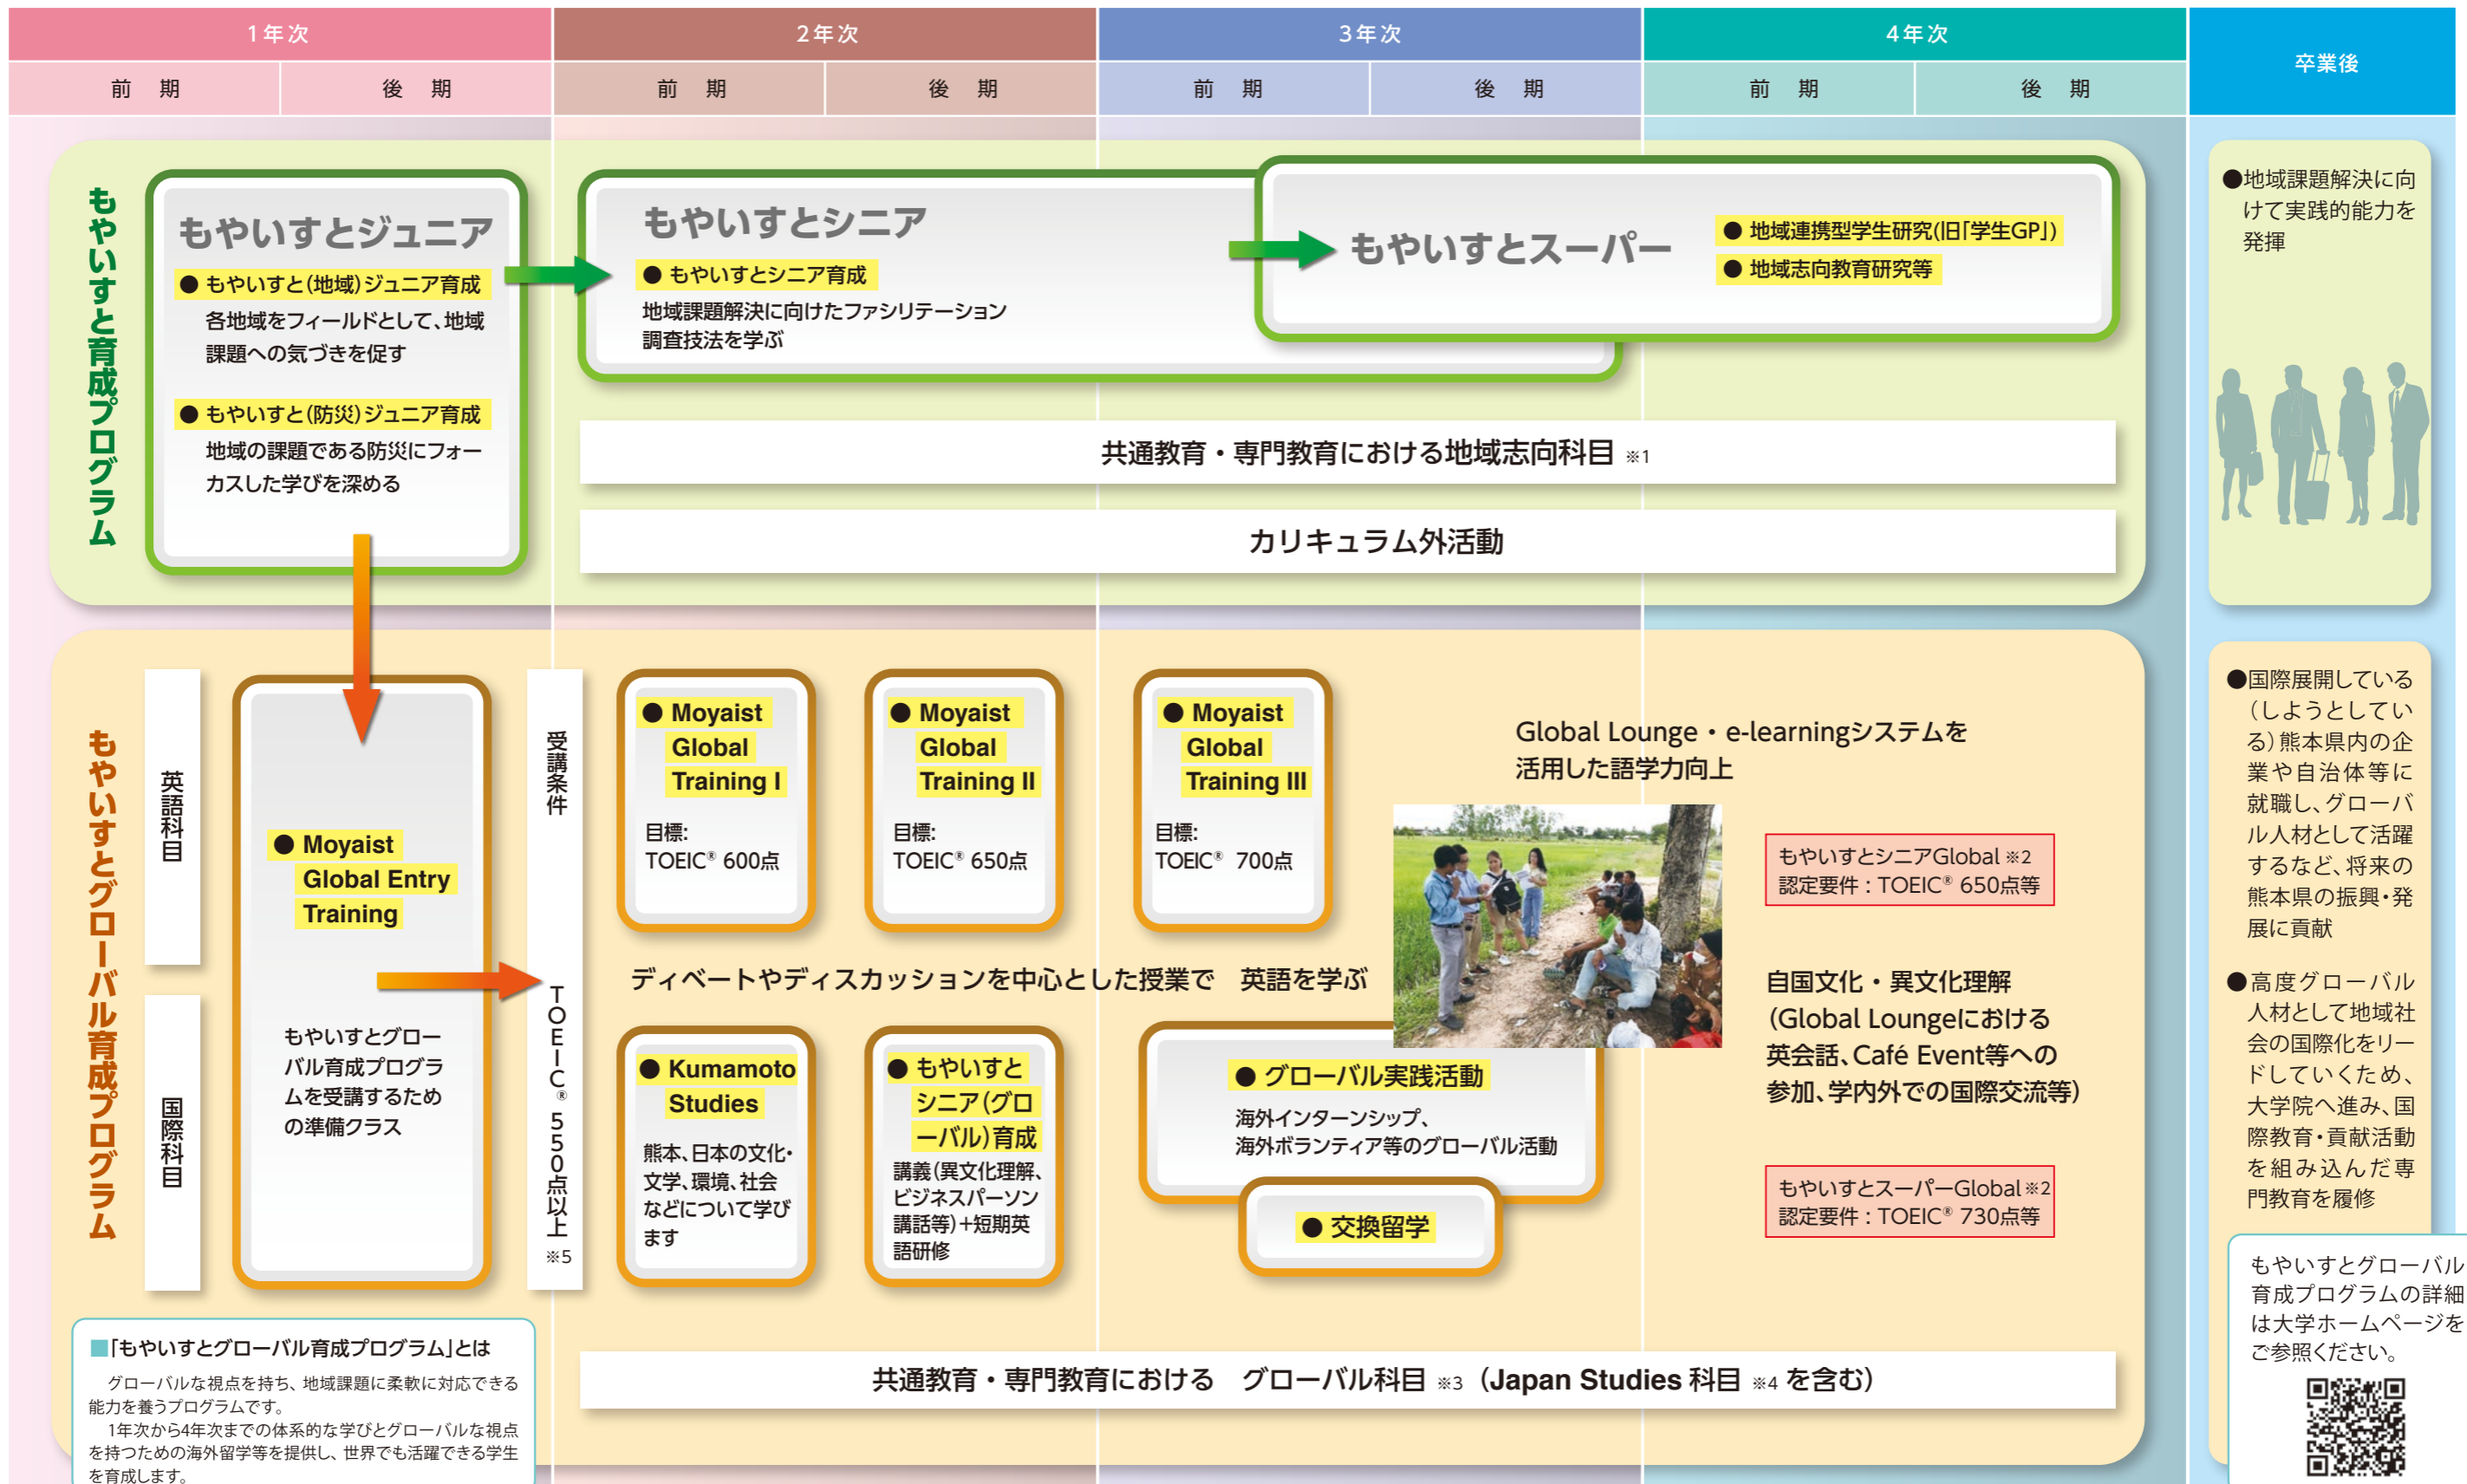 1年次
2年次
3年次
4年次
卒業後
前 期
後 期
前 期
後 期
前 期
後 期
前 期
後 期
もやいすと育成プログラム
もやいすとジュニア
● もやいすと(地域)ジュニア育成
各地域をフィールドとして、地域
課題への気づきを促す
● もやいすと(防災)ジュニア育成
地域の課題である防災にフォー
カスした学びを深める
もやいすとシニア
● もやいすとシニア育成
地域課題解決に向けたファシリテーション
調査技法を学ぶ
もやいすとスーパー
● 地域連携型学生研究(旧「学生GP」)
● 地域志向教育研究等
共通教育・専門教育における地域志向科目 ※1
カリキュラム外活動
●地域課題解決に向
けて実践的能力を
発揮
もやいすとグローバル育成プログラム
英語科目
国際科目
● Moyaist
Global Entry
Training
もやいすとグロー
バル育成プログラ
ムを受講するため
の準備クラス
受講条件
TOEIC® 550点以上 ※5
● Moyaist
Global
Training I
目標:
TOEIC® 600点
● Moyaist
Global
Training II
目標:
TOEIC® 650点
● Moyaist
Global
Training III
目標:
TOEIC® 700点
Global Lounge・e-learningシステムを
活用した語学力向上
もやいすとシニアGlobal ※2
認定要件：TOEIC® 650点等
ディベートやディスカッションを中心とした授業で 英語を学ぶ
● Kumamoto
Studies
熊本、日本の文化・
文学、環境、社会
などについて学び
ます
● もやいすと
シニア(グロ
ーバル)育成
講義(異文化理解、
ビジネスパーソン
講話等)+短期英
語研修
● グローバル実践活動
海外インターンシップ、
海外ボランティア等のグローバル活動
● 交換留学
自国文化・異文化理解
(Global Loungeにおける
英会話、Café Event等への
参加、学内外での国際交流等)
もやいすとスーパーGlobal ※2
認定要件：TOEIC® 730点等
共通教育・専門教育における グローバル科目 ※3（Japan Studies 科目 ※4 を含む）
●国際展開している
（しようとしてい
る）熊本県内の企
業や自治体等に
就職し、グローバ
ル人材として活躍
するなど、将来の
熊本県の振興・発
展に貢献
●高度グローバル
人材として地域社
会の国際化をリー
ドしていくため、
大学院へ進み、国
際教育・貢献活動
を組み込んだ専
門教育を履修
もやいすとグローバル
育成プログラムの詳細
は大学ホームページを
ご参照ください。
■「もやいすとグローバル育成プログラム」とは
グローバルな視点を持ち、地域課題に柔軟に対応できる
能力を養うプログラムです。
1年次から4年次までの体系的な学びとグローバルな視点
を持つための海外留学等を提供し、世界でも活躍できる学生
を育成します。